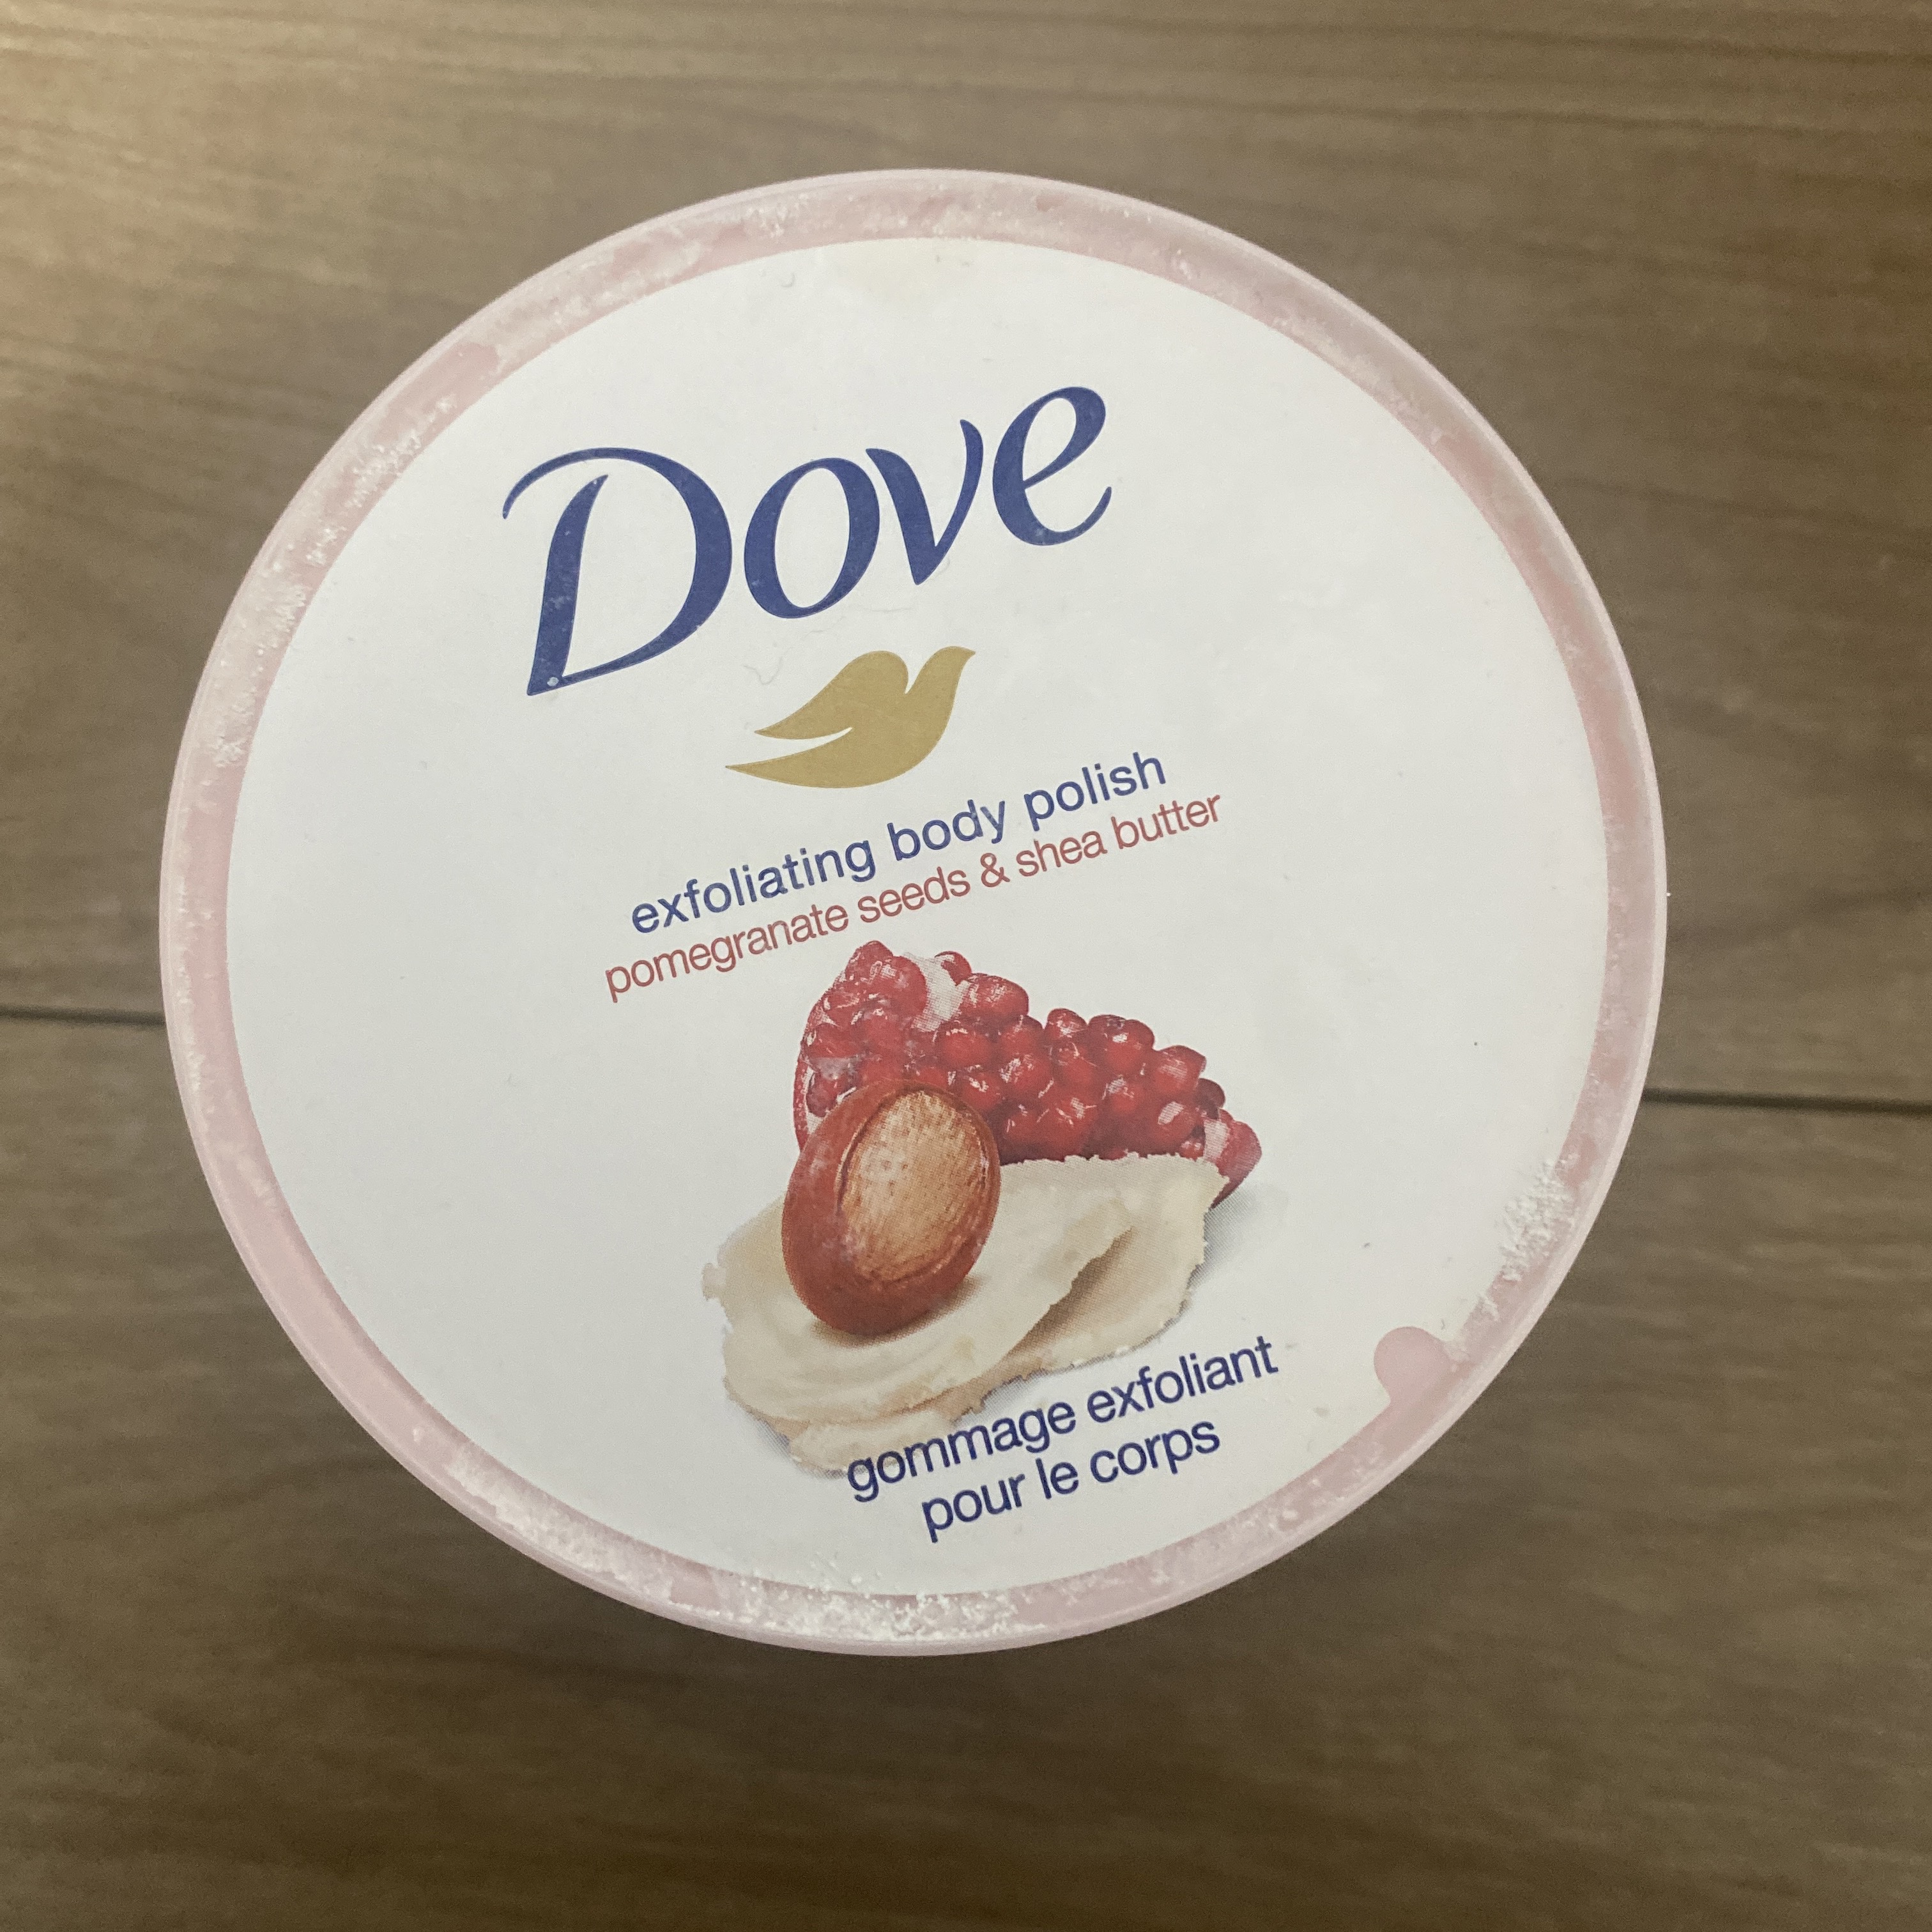 Dove
exfoliating body polish
pomegranate seeds & shea butter
gommage exfoliant
pour le corps